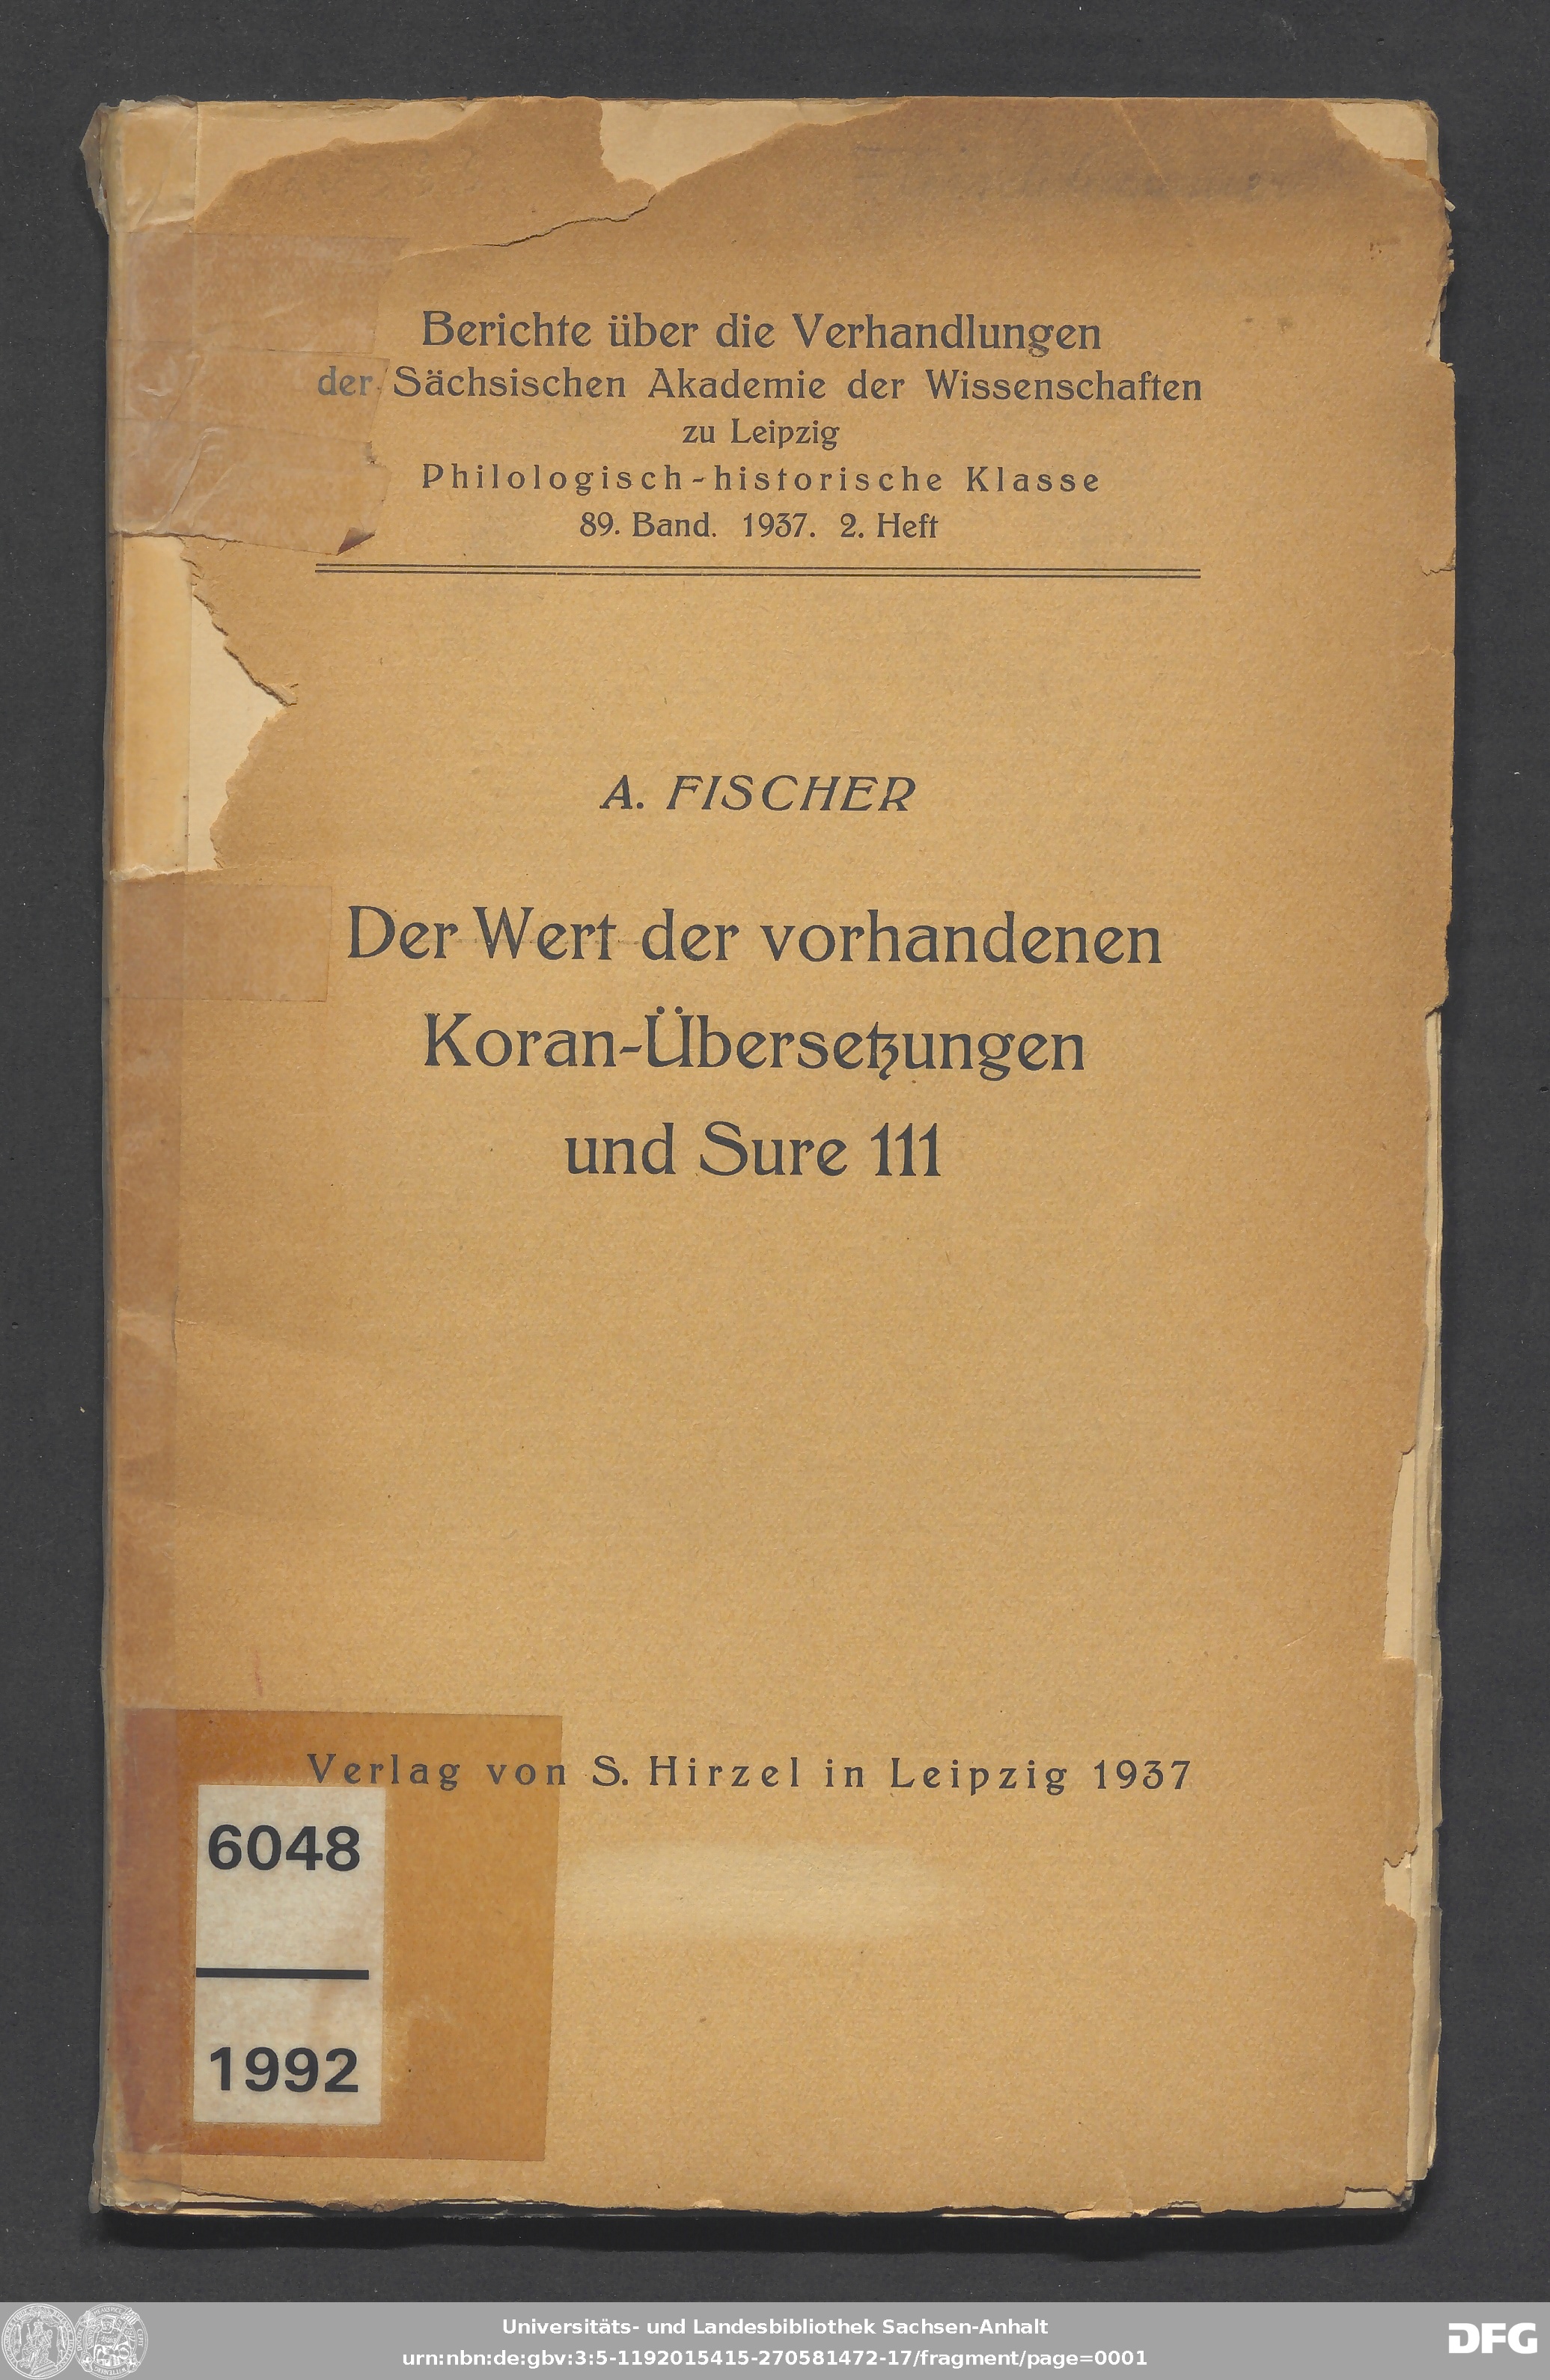 Berichte über die Verhandlungen
der Sächsischen Akademie der Wissenschaften
zu Leipzig
Philologisch-historische Klasse
89. Band. 1937. 2. Heft
A. FISCHER
Der Wert der vorhandenen
Koran-Übersetzungen
und Sure 111
Verlag von S. Hirzel in Leipzig 1937
6048
1992
Universitäts- und Landesbibliothek Sachsen-Anhalt
urn:nbn:de:gbv:3:5-1192015415-270581472-17/fragment/page=0001
DFG